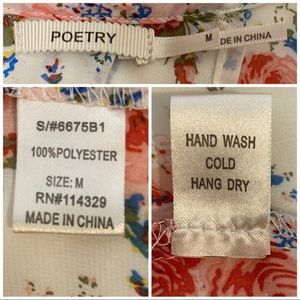 POETRY
M
DE IN CHINA
S/#6675B1
100%POLYESTER
SIZE: M
RN#114329
MADE IN CHINA
HAND WASH
COLD
HANG DRY